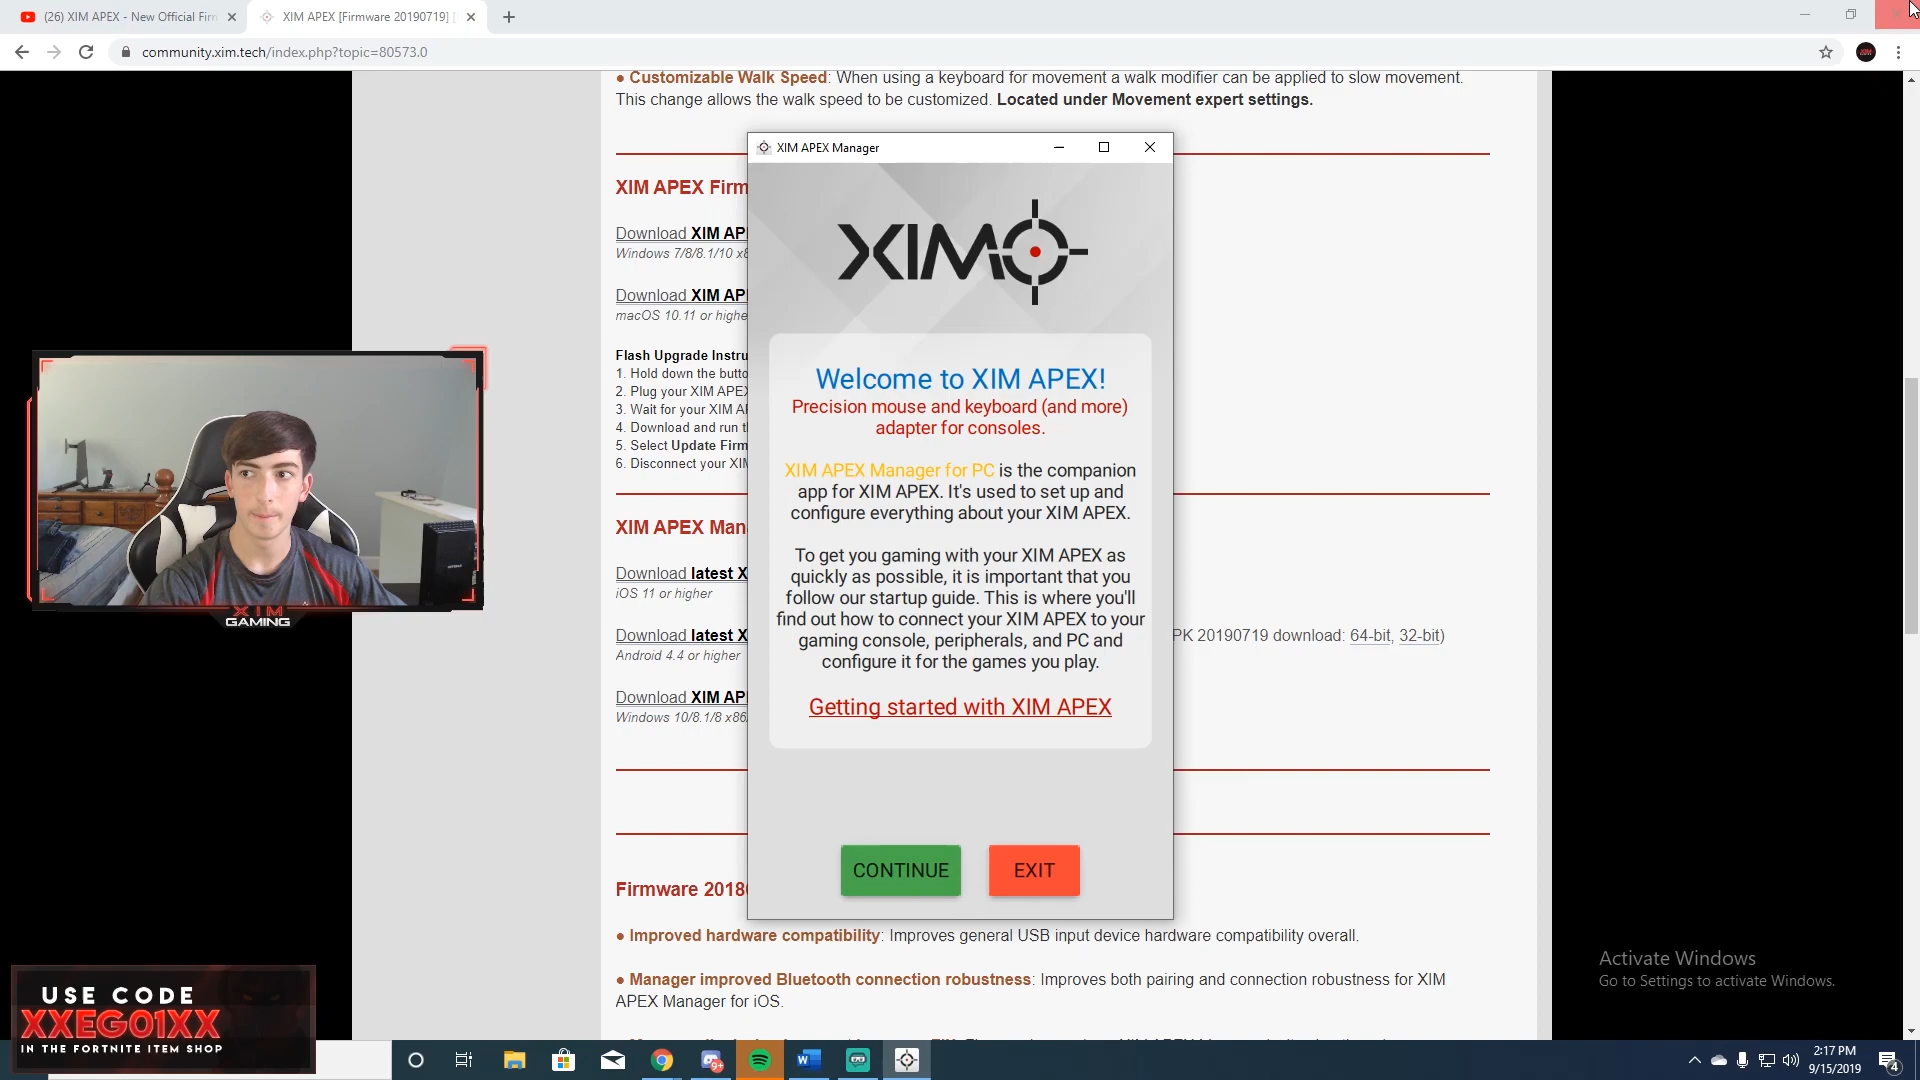 (26) XIM APEX - New Official Firm
XIM APEX [Firmware 20190719] [
community.xim.tech/index.php?topic=80573.0
● Customizable Walk Speed: When using a keyboard for movement a walk modifier can be applied to slow movement.
This change allows the walk speed to be customized. Located under Movement expert settings.
XIM APEX Firm
Download XIM AP
Windows 7/8/8.1/10 x8
Download XIM AP
macOS 10.11 or highe
Flash Upgrade Instru
1. Hold down the butto
2. Plug your XIM APEX
3. Wait for your XIM A
4. Download and run t
5. Select Update Firm
6. Disconnect your XIM
XIM APEX Man
Download latest X
iOS 11 or higher
Download latest X
PK 20190719 download: 64-bit, 32-bit)
Android 4.4 or higher
Download XIM AP
Windows 10/8.1/8 x86
Firmware 2018
● Improved hardware compatibility: Improves general USB input device hardware compatibility overall.
● Manager improved Bluetooth connection robustness: Improves both pairing and connection robustness for XIM
APEX Manager for iOS.
XIM APEX Manager
XIM
Welcome to XIM APEX!
Precision mouse and keyboard (and more)
adapter for consoles.
XIM APEX Manager for PC is the companion
app for XIM APEX. It's used to set up and
configure everything about your XIM APEX.
To get you gaming with your XIM APEX as
quickly as possible, it is important that you
follow our startup guide. This is where you'll
find out how to connect your XIM APEX to your
gaming console, peripherals, and PC and
configure it for the games you play.
Getting started with XIM APEX
CONTINUE
EXIT
XIM
GAMING
USE CODE
XXEGO1XX
IN THE FORTNITE ITEM SHOP
Activate Windows
Go to Settings to activate Windows.
9+
2:17 PM
9/15/2019
4